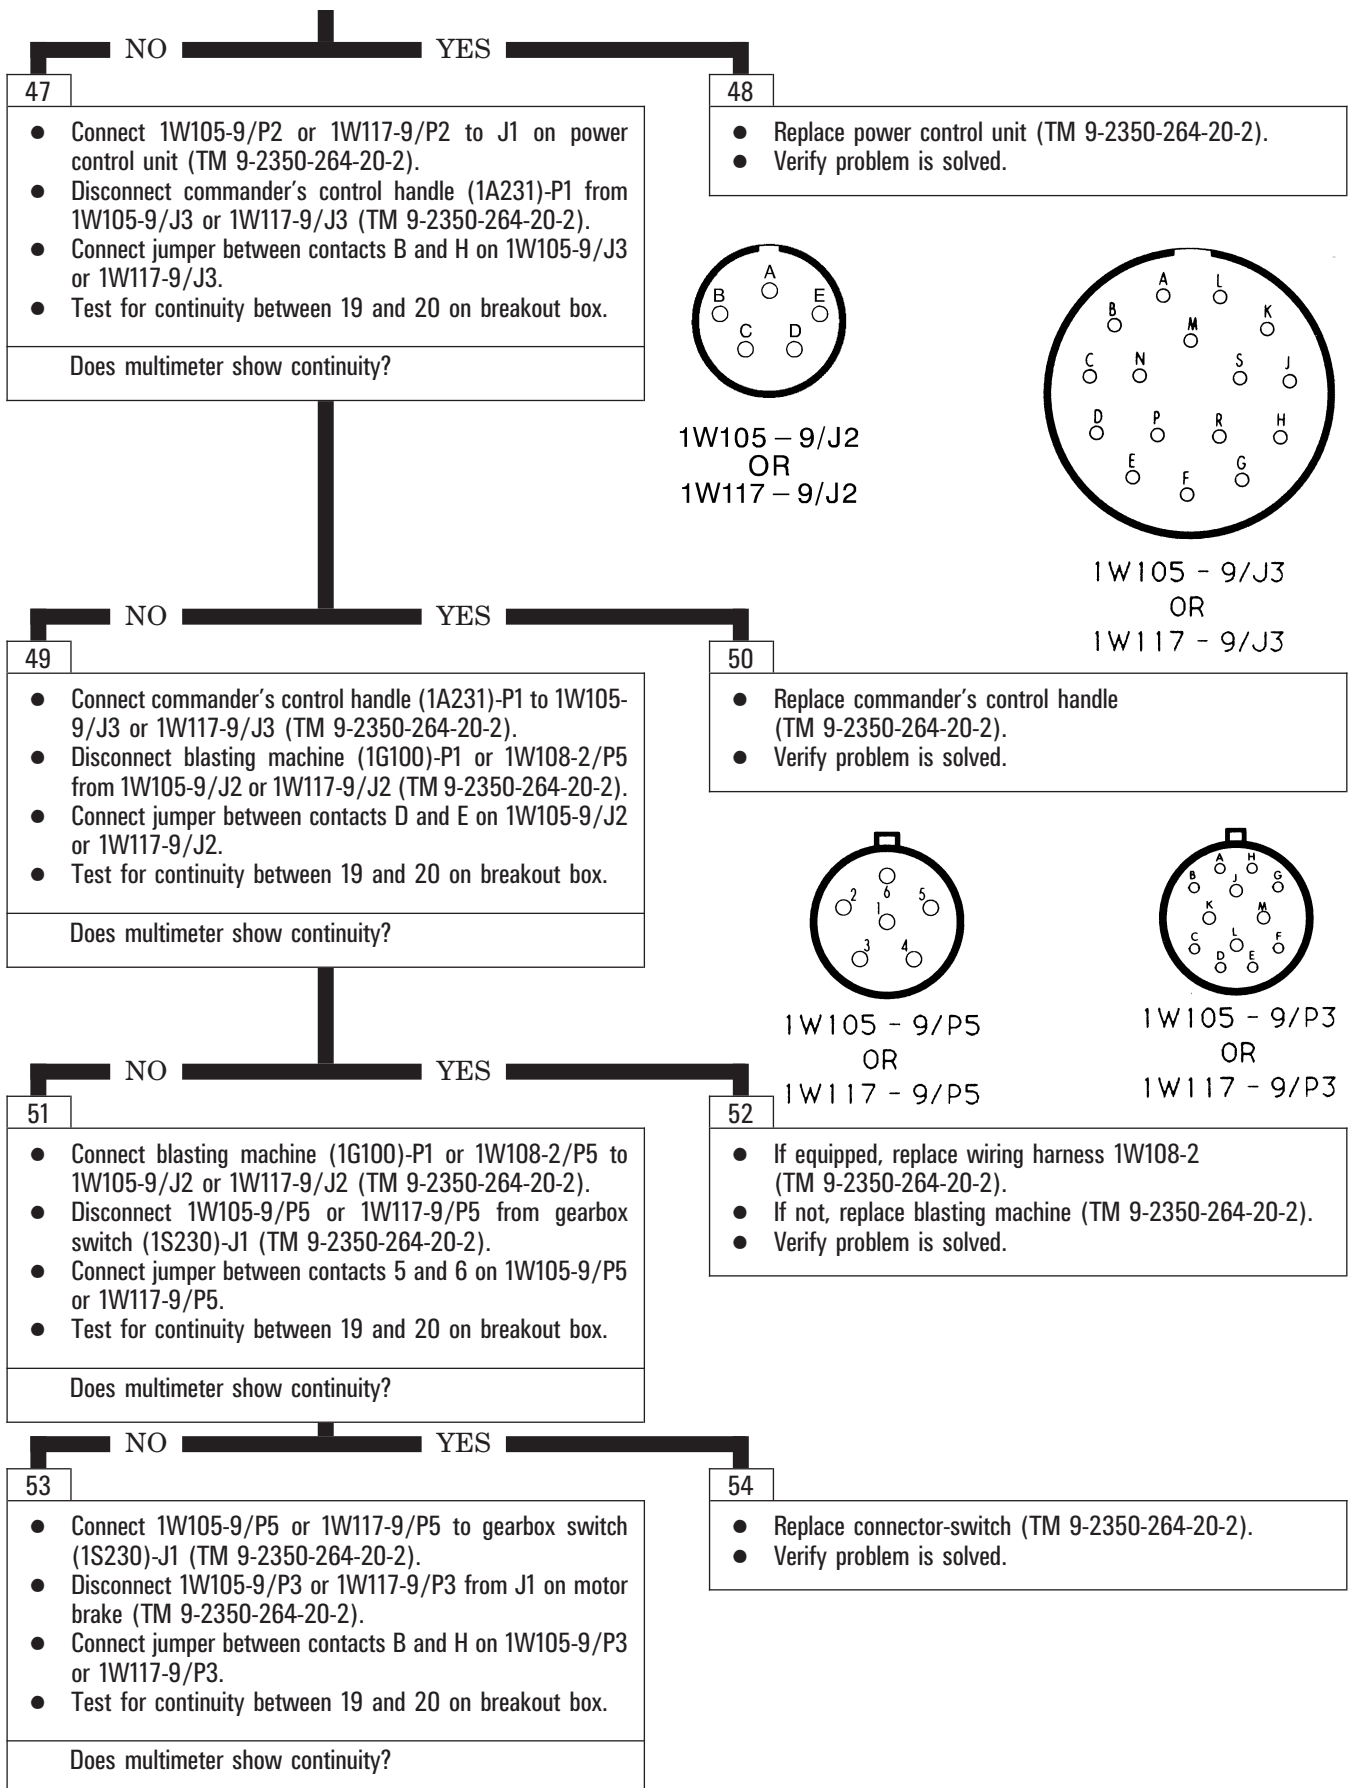 NO YES
47
● Connect 1W105-9/P2 or 1W117-9/P2 to J1 on power
control unit (TM 9-2350-264-20-2).
● Disconnect commander's control handle (1A231)-P1 from
1W105-9/J3 or 1W117-9/J3 (TM 9-2350-264-20-2).
● Connect jumper between contacts B and H on 1W105-9/J3
or 1W117-9/J3.
● Test for continuity between 19 and 20 on breakout box.
Does multimeter show continuity?
48
● Replace power control unit (TM 9-2350-264-20-2).
● Verify problem is solved.
A
B E
C D
1W105 – 9/J2
OR
1W117 – 9/J2
A L
B K
M
C N S J
D P R H
E G
F
1W105 - 9/J3
OR
1W117 - 9/J3
NO YES
49
● Connect commander's control handle (1A231)-P1 to 1W105-
9/J3 or 1W117-9/J3 (TM 9-2350-264-20-2).
● Disconnect blasting machine (1G100)-P1 or 1W108-2/P5
from 1W105-9/J2 or 1W117-9/J2 (TM 9-2350-264-20-2).
● Connect jumper between contacts D and E on 1W105-9/J2
or 1W117-9/J2.
● Test for continuity between 19 and 20 on breakout box.
Does multimeter show continuity?
50
● Replace commander's control handle
(TM 9-2350-264-20-2).
● Verify problem is solved.
6
2 5
1
3 4
1W105 - 9/P5
OR
1W117 - 9/P5
A H
B J G
K M
C L F
D E
1W105 - 9/P3
OR
1W117 - 9/P3
NO YES
51
● Connect blasting machine (1G100)-P1 or 1W108-2/P5 to
1W105-9/J2 or 1W117-9/J2 (TM 9-2350-264-20-2).
● Disconnect 1W105-9/P5 or 1W117-9/P5 from gearbox
switch (1S230)-J1 (TM 9-2350-264-20-2).
● Connect jumper between contacts 5 and 6 on 1W105-9/P5
or 1W117-9/P5.
● Test for continuity between 19 and 20 on breakout box.
Does multimeter show continuity?
52
● If equipped, replace wiring harness 1W108-2
(TM 9-2350-264-20-2).
● If not, replace blasting machine (TM 9-2350-264-20-2).
● Verify problem is solved.
NO YES
53
● Connect 1W105-9/P5 or 1W117-9/P5 to gearbox switch
(1S230)-J1 (TM 9-2350-264-20-2).
● Disconnect 1W105-9/P3 or 1W117-9/P3 from J1 on motor
brake (TM 9-2350-264-20-2).
● Connect jumper between contacts B and H on 1W105-9/P3
or 1W117-9/P3.
● Test for continuity between 19 and 20 on breakout box.
Does multimeter show continuity?
54
● Replace connector-switch (TM 9-2350-264-20-2).
● Verify problem is solved.